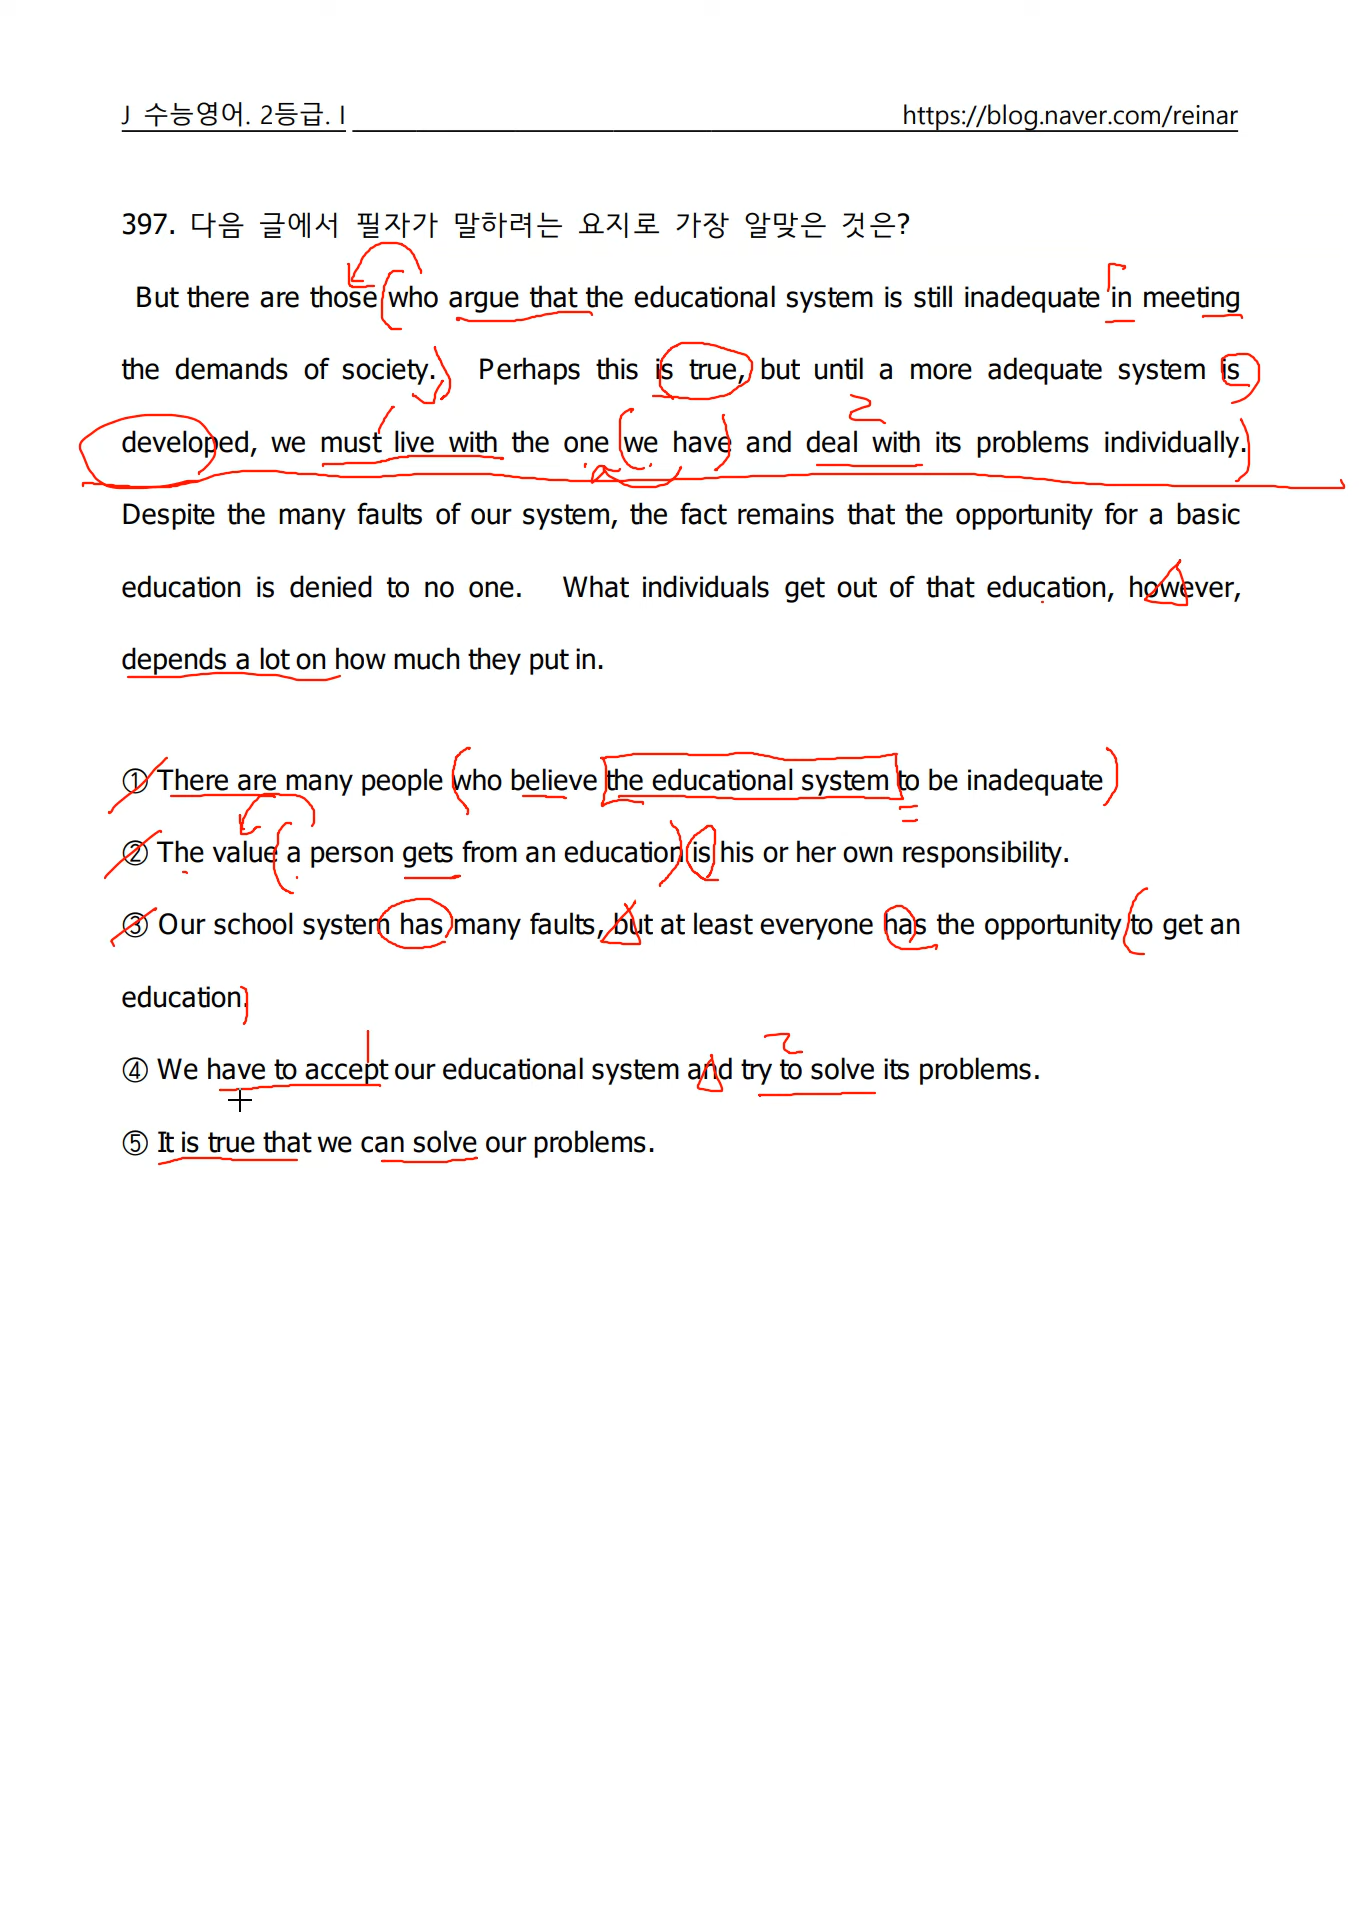 J 수능영어. 2등급. I https://blog.naver.com/reinar
397. 다음 글에서 필자가 말하려는 요지로 가장 알맞은 것은?
But there are those who argue that the educational system is still inadequate in meeting
the demands of society. Perhaps this is true, but until a more adequate system is
developed, we must live with the one we have and deal with its problems individually.
Despite the many faults of our system, the fact remains that the opportunity for a basic
education is denied to no one. What individuals get out of that education, however,
depends a lot on how much they put in.
① There are many people who believe the educational system to be inadequate
② The value a person gets from an education is his or her own responsibility.
③ Our school system has many faults, but at least everyone has the opportunity to get an
education.
④ We have to accept our educational system and try to solve its problems.
⑤ It is true that we can solve our problems.